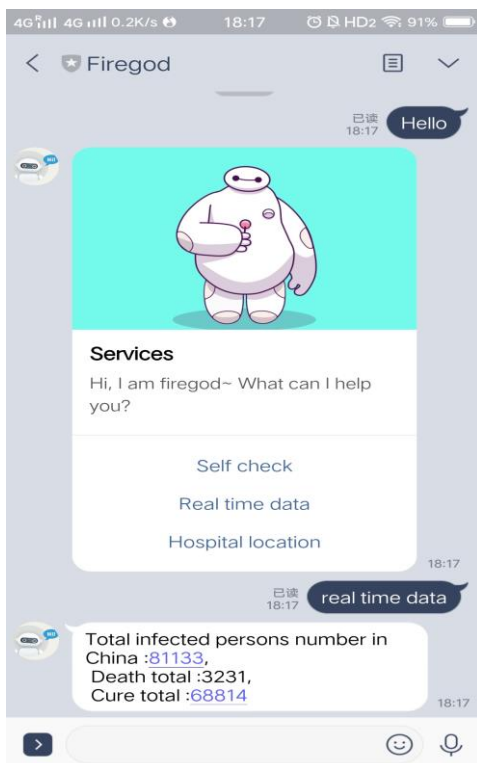 4G R 4G 0.2K/s 18:17 HD2 91%
Firegod
已读
18:17
Hello
Services
Hi, I am firegod~ What can I help
you?
Self check
Real time data
Hospital location
18:17
已读
18:17
real time data
Total infected persons number in
China :81133,
Death total :3231,
Cure total :68814
18:17